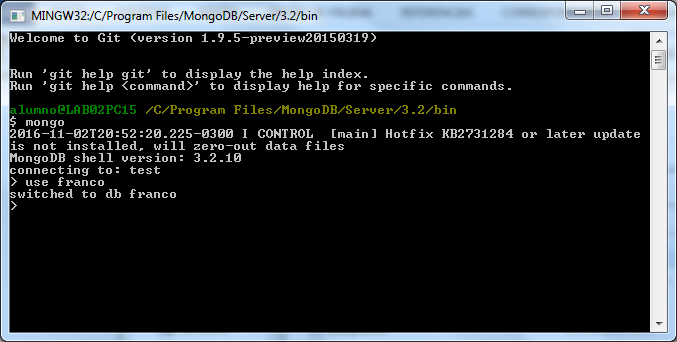 MINGW32:/C/Program Files/MongoDB/Server/3.2/bin
Welcome to Git (version 1.9.5-preview20150319)
Run 'git help git' to display the help index.
Run 'git help <command>' to display help for specific commands.
alumno@LAB02PC15 /C/Program Files/MongoDB/Server/3.2/bin
$ mongo
2016-11-02T20:52:20.225-0300 I CONTROL  [main] Hotfix KB2731284 or later update
is not installed, will zero-out data files
MongoDB shell version: 3.2.10
connecting to: test
> use franco
switched to db franco
>